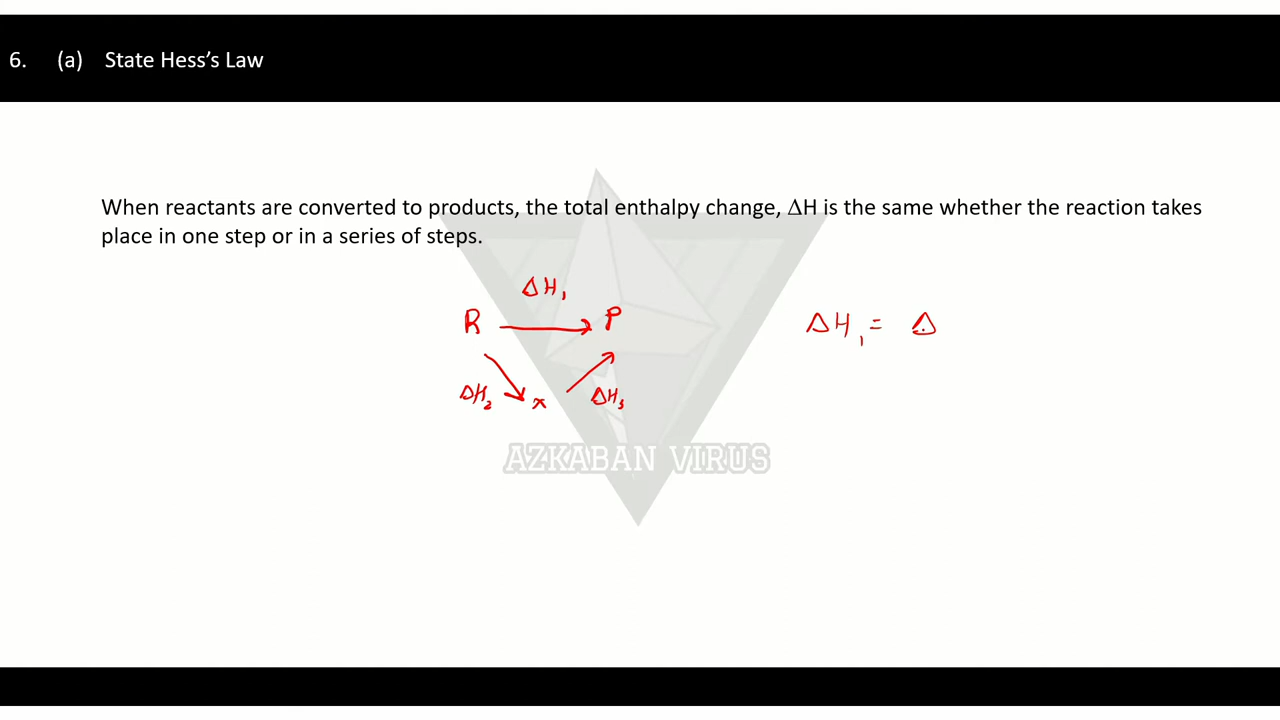 6. (a) State Hess's Law
When reactants are converted to products, the total enthalpy change, ΔH is the same whether the reaction takes
place in one step or in a series of steps.
ΔH₁
R → P
ΔH₁ = Δ
ΔH₂
x
ΔH₃
AZKABAN VIRUS